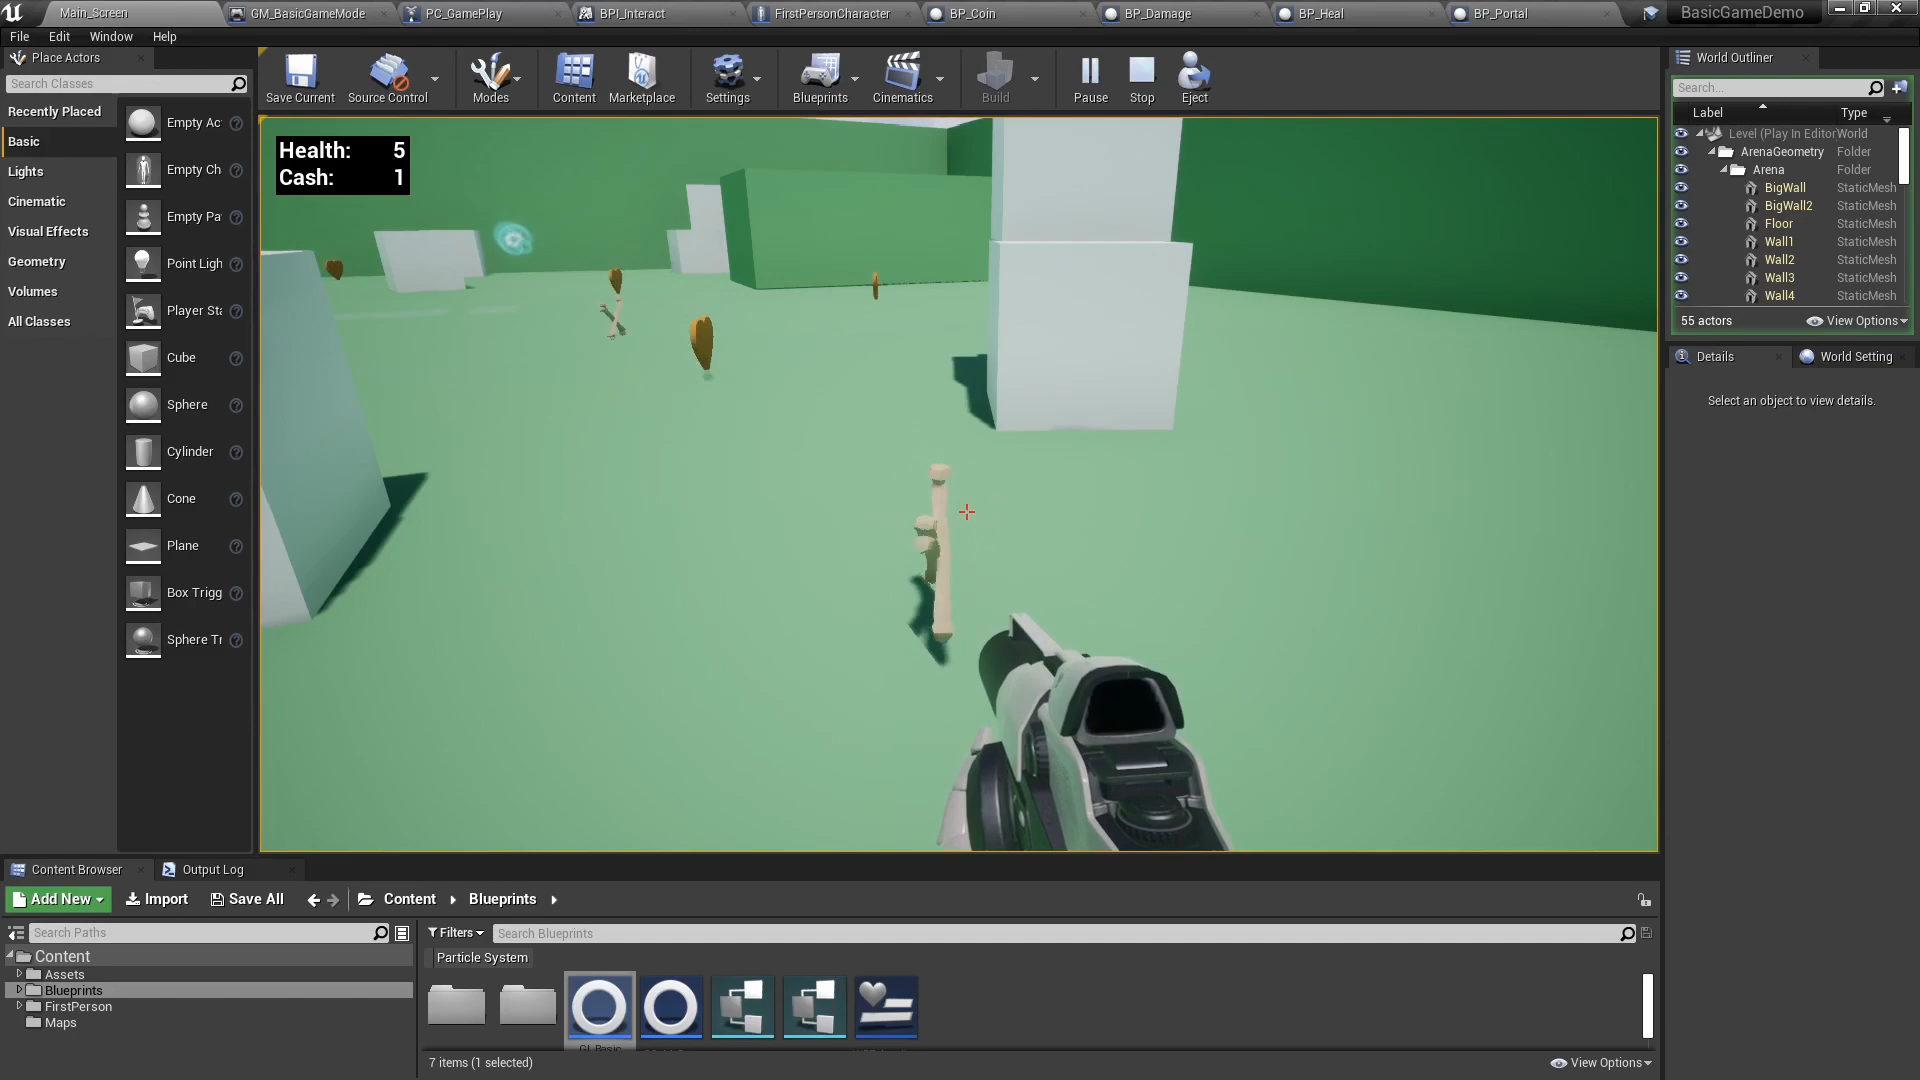 Main_Screen
GM_BasicGameMode
PC_GamePlay
BPI_Interact
FirstPersonCharacter
BP_Coin
BP_Damage
BP_Heal
BP_Portal
BasicGameDemo
File
Edit
Window
Help
Place Actors
Search Classes
Recently Placed
Basic
Lights
Cinematic
Visual Effects
Geometry
Volumes
All Classes
Empty Ac
Empty Ch
Empty Pa
Point Ligh
Player Sta
Cube
Sphere
Cylinder
Cone
Plane
Box Trigg
Sphere Tr
Save Current
Source Control
Modes
Content
Marketplace
Settings
Blueprints
Cinematics
Build
Pause
Stop
Eject
Health: 5
Cash: 1
World Outliner
Search...
Label
Type
Level (Play In Editor World
ArenaGeometry Folder
Arena Folder
BigWall StaticMesh
BigWall2 StaticMesh
Floor StaticMesh
Wall1 StaticMesh
Wall2 StaticMesh
Wall3 StaticMesh
Wall4 StaticMesh
55 actors
View Options
Details
World Setting
Select an object to view details.
Content Browser
Output Log
Add New
Import
Save All
Content
Blueprints
Search Paths
Filters
Search Blueprints
Content
Assets
Blueprints
FirstPerson
Maps
Particle System
GI_Basic
7 items (1 selected)
View Options